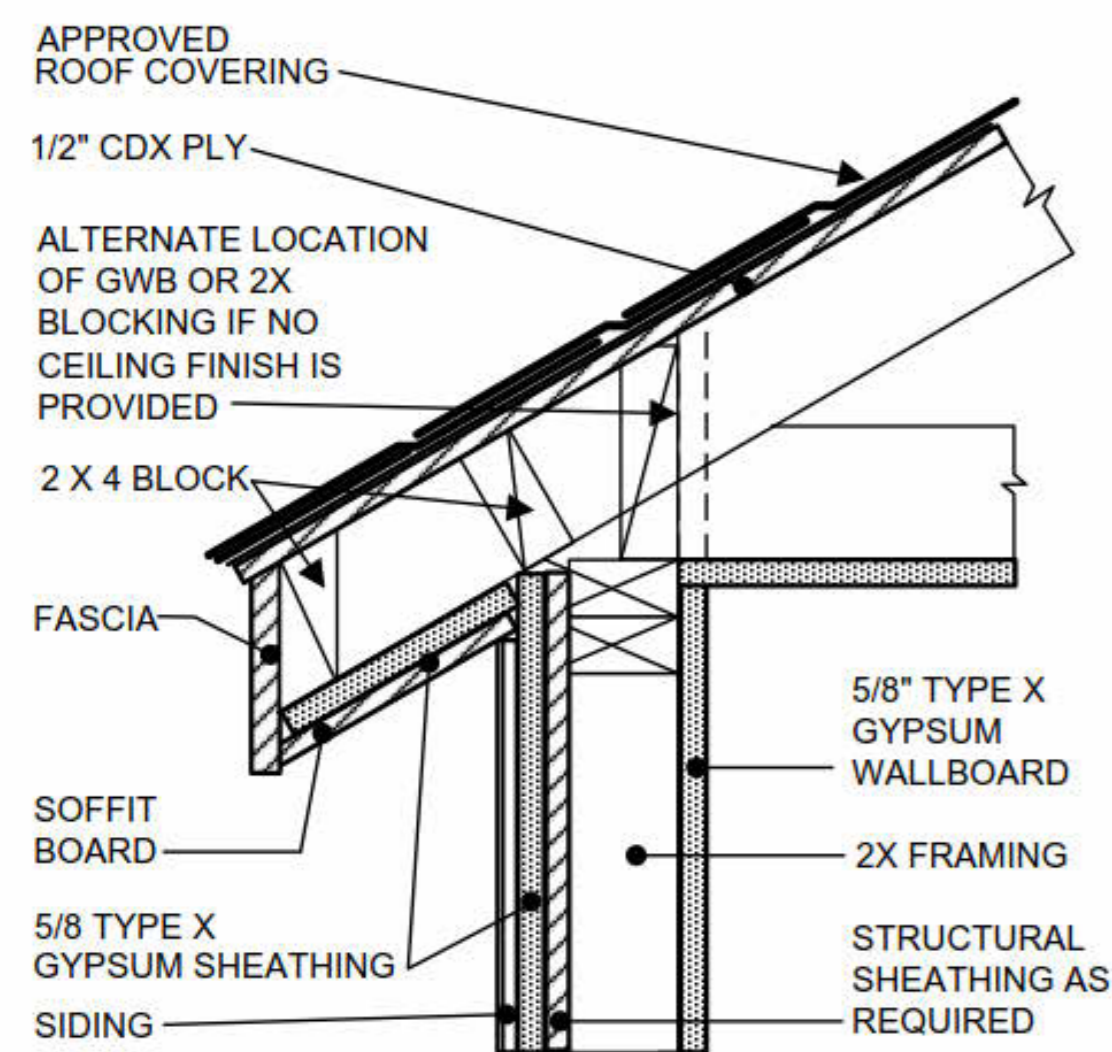 APPROVED
ROOF COVERING
1/2" CDX PLY
ALTERNATE LOCATION
OF GWB OR 2X
BLOCKING IF NO
CEILING FINISH IS
PROVIDED
2 X 4 BLOCK
FASCIA
SOFFIT
BOARD
5/8 TYPE X
GYPSUM SHEATHING
SIDING
5/8" TYPE X
GYPSUM
WALLBOARD
2X FRAMING
STRUCTURAL
SHEATHING AS
REQUIRED